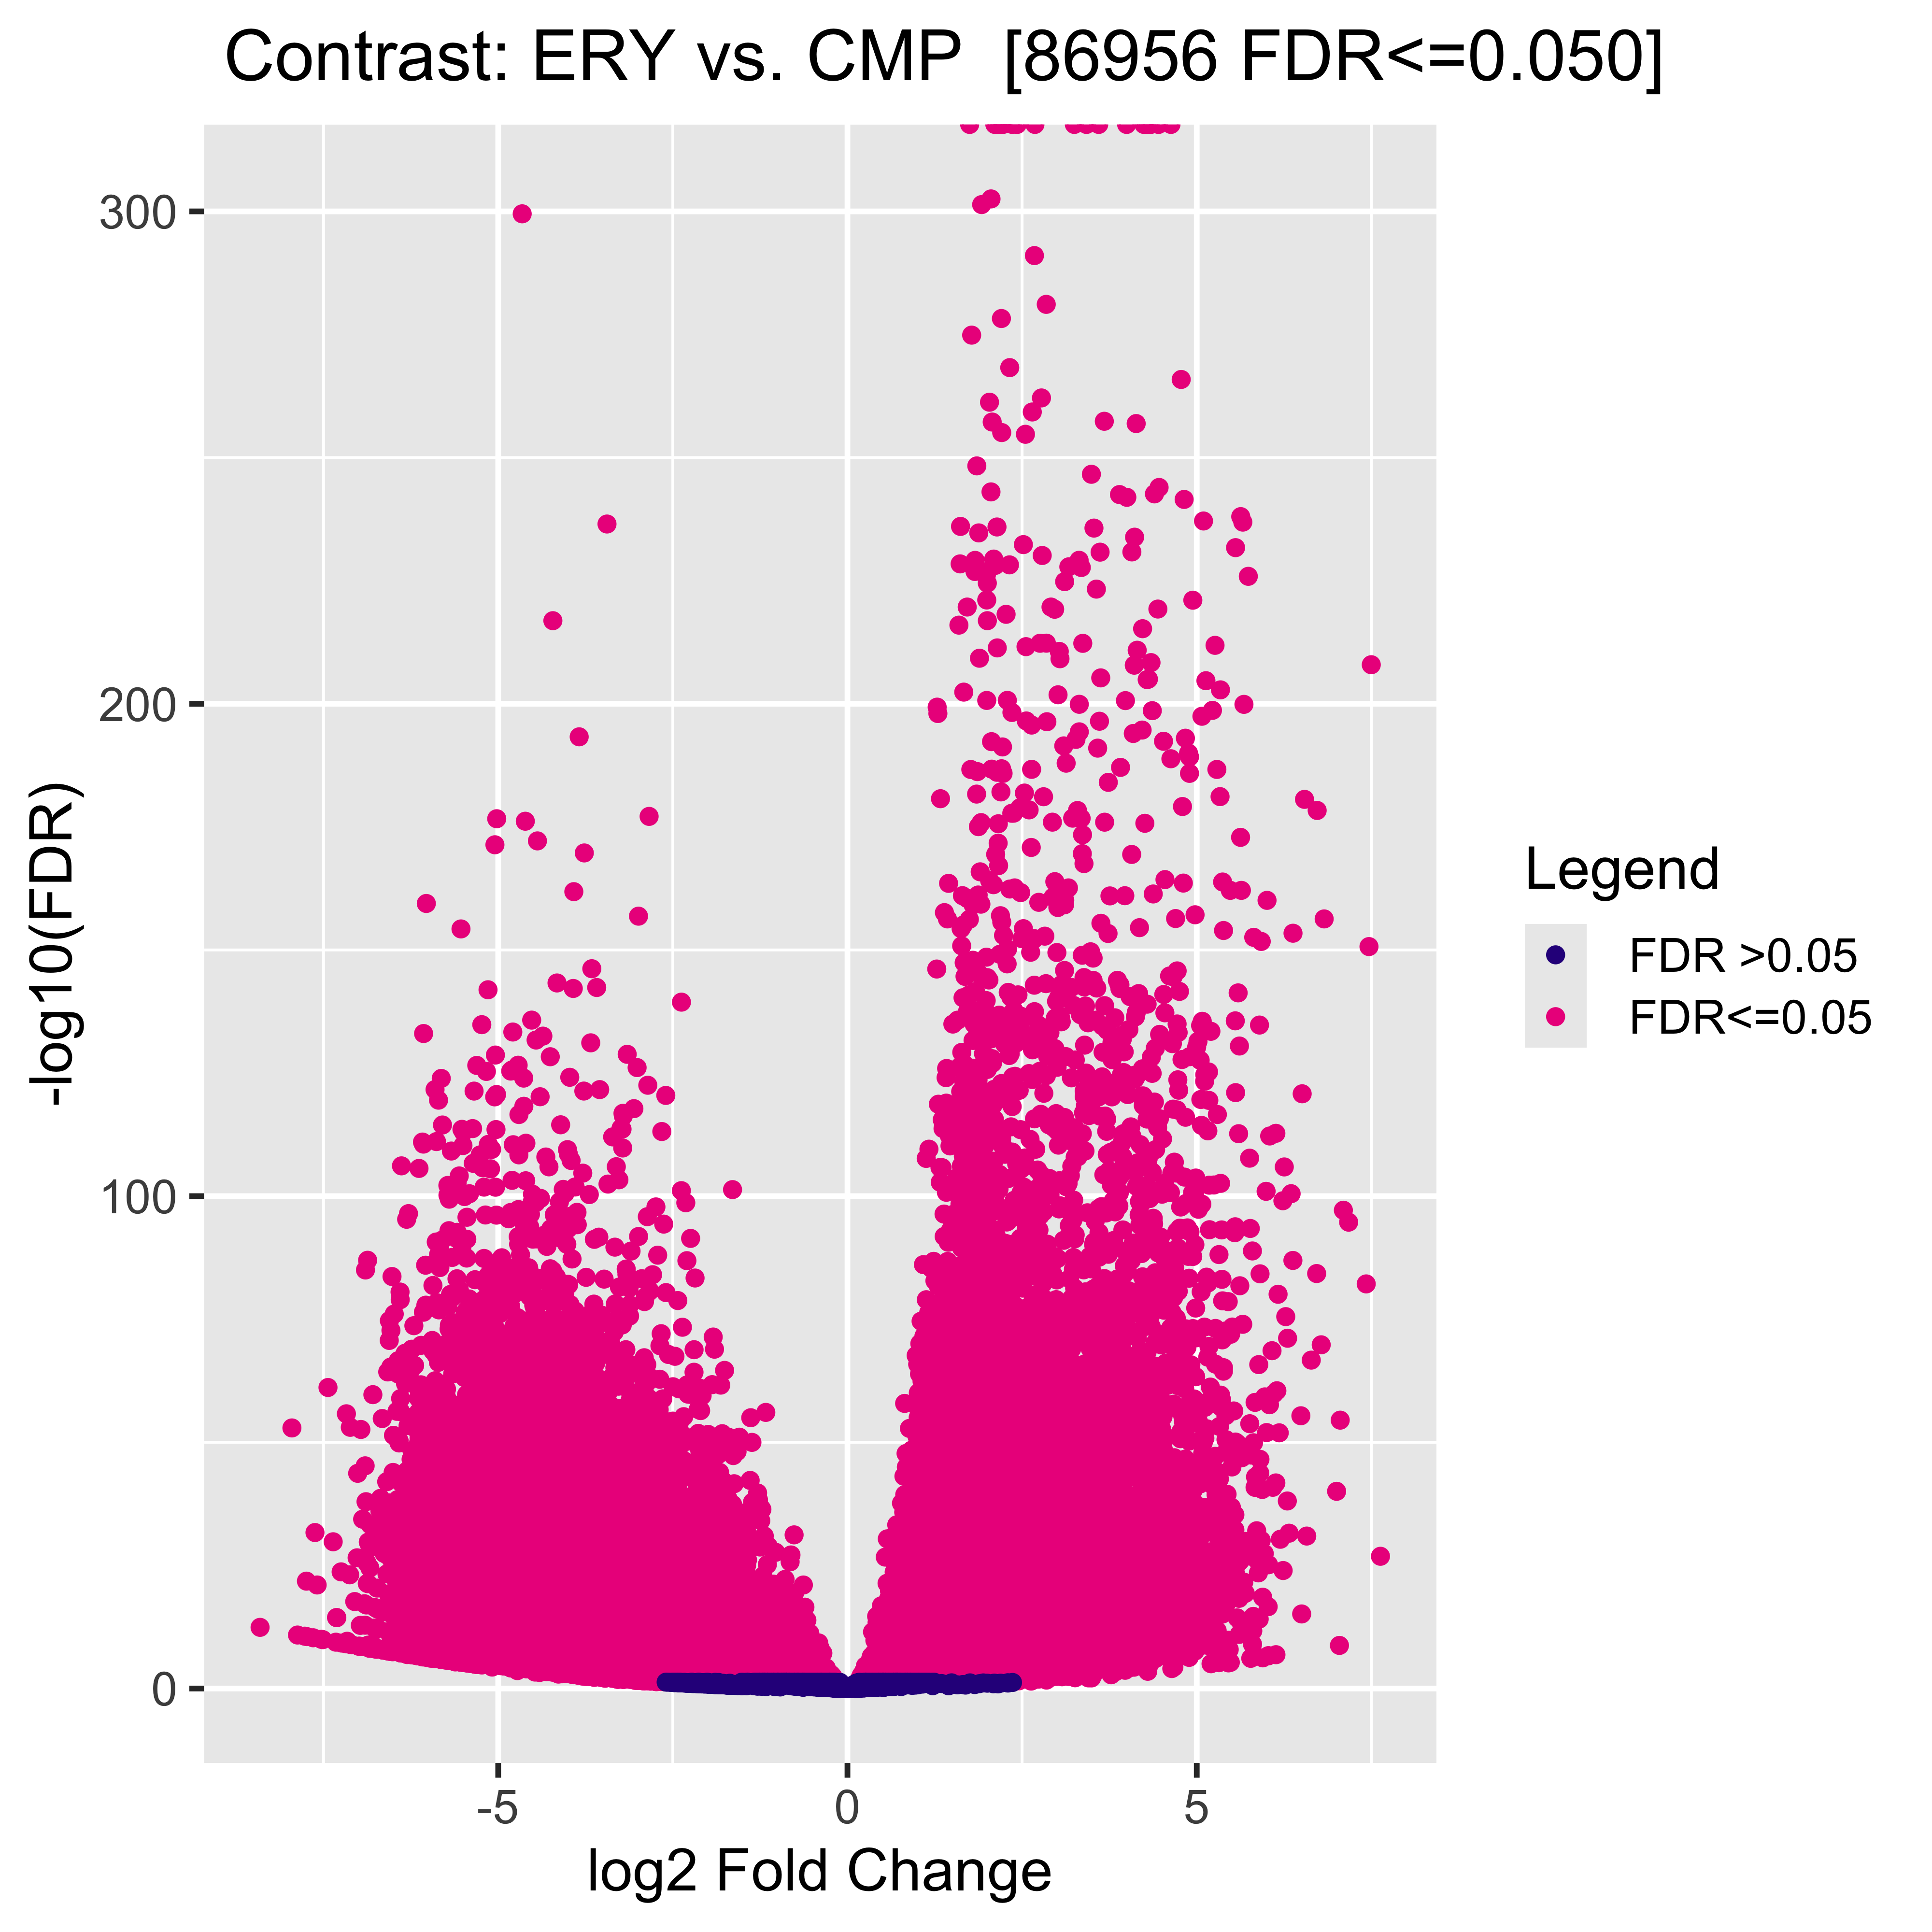 Contrast: ERY vs. CMP [86956 FDR<=0.050]
300
200
100
0
-log10(FDR)
-5
0
5
log2 Fold Change
Legend
FDR >0.05
FDR<=0.05